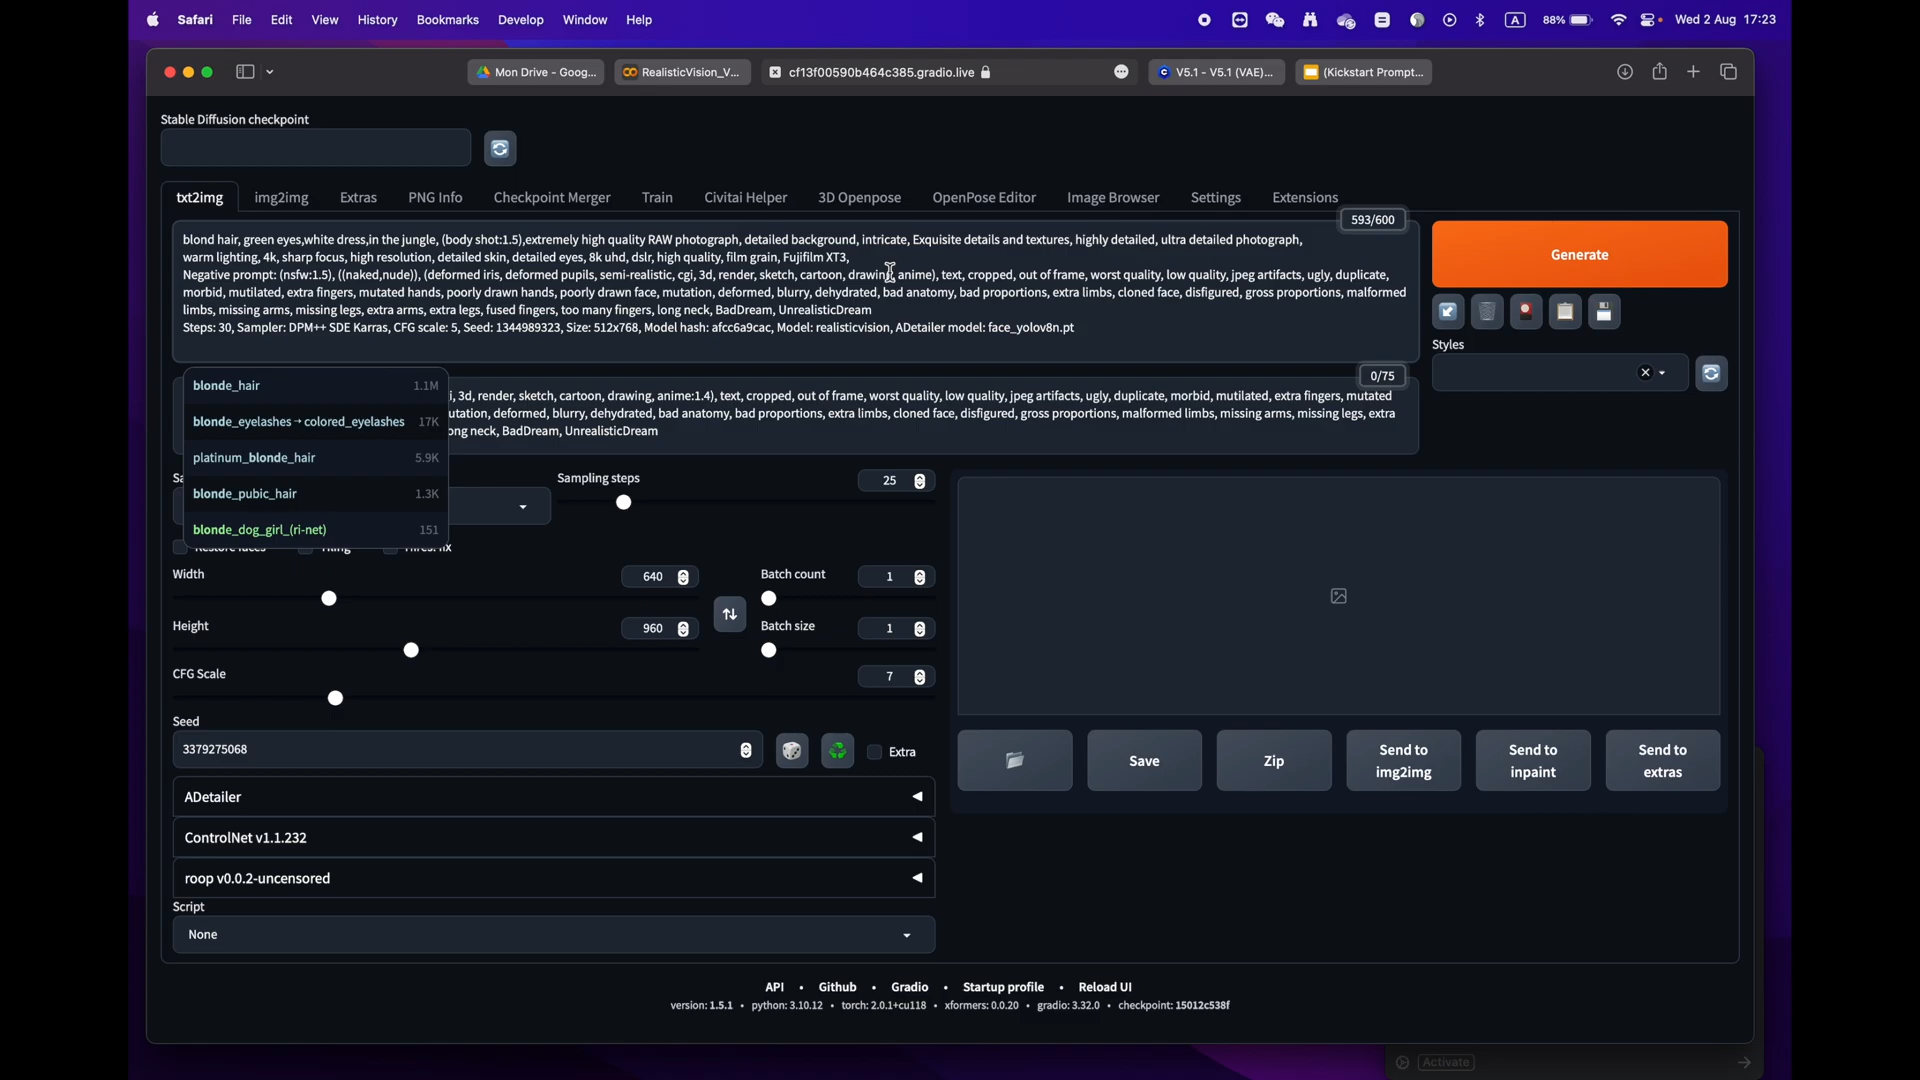 Safari File Edit View History Bookmarks Develop Window Help
A 88% Wed 2 Aug 17:23
Mon Drive - Goog... RealisticVision_V... cf13f00590b464c385.gradio.live V5.1 - V5.1 (VAE)... (Kickstart Prompt...
Stable Diffusion checkpoint
txt2img img2img Extras PNG Info Checkpoint Merger Train Civitai Helper 3D Openpose OpenPose Editor Image Browser Settings Extensions
593/600
blond hair, green eyes,white dress,in the jungle, (body shot:1.5),extremely high quality RAW photograph, detailed background, intricate, Exquisite details and textures, highly detailed, ultra detailed photograph,
warm lighting, 4k, sharp focus, high resolution, detailed skin, detailed eyes, 8k uhd, dslr, high quality, film grain, Fujifilm XT3,
Negative prompt: (nsfw:1.5), ((naked,nude)), (deformed iris, deformed pupils, semi-realistic, cgi, 3d, render, sketch, cartoon, drawing, anime), text, cropped, out of frame, worst quality, low quality, jpeg artifacts, ugly, duplicate,
morbid, mutilated, extra fingers, mutated hands, poorly drawn hands, poorly drawn face, mutation, deformed, blurry, dehydrated, bad anatomy, bad proportions, extra limbs, cloned face, disfigured, gross proportions, malformed
limbs, missing arms, missing legs, extra arms, extra legs, fused fingers, too many fingers, long neck, BadDream, UnrealisticDream
Steps: 30, Sampler: DPM++ SDE Karras, CFG scale: 5, Seed: 1344989323, Size: 512x768, Model hash: afcc6a9cac, Model: realisticvision, ADetailer model: face_yolov8n.pt
Generate
Styles
0/75
i, 3d, render, sketch, cartoon, drawing, anime:1.4), text, cropped, out of frame, worst quality, low quality, jpeg artifacts, ugly, duplicate, morbid, mutilated, extra fingers, mutated
utation, deformed, blurry, dehydrated, bad anatomy, bad proportions, extra limbs, cloned face, disfigured, gross proportions, malformed limbs, missing arms, missing legs, extra
ong neck, BadDream, UnrealisticDream
blonde_hair 1.1M
blonde_eyelashes → colored_eyelashes 17K
platinum_blonde_hair 5.9K
blonde_pubic_hair 1.3K
blonde_dog_girl_(ri-net) 151
Sa
Sampling steps 25
Width 640
Batch count 1
Height 960
Batch size 1
CFG Scale 7
Seed
3379275068
Extra
ADetailer
ControlNet v1.1.232
roop v0.0.2-uncensored
Script
None
Save
Zip
Send to
img2img
Send to
inpaint
Send to
extras
API • Github • Gradio • Startup profile • Reload UI
version: 1.5.1 • python: 3.10.12 • torch: 2.0.1+cu118 • xformers: 0.0.20 • gradio: 3.32.0 • checkpoint: 15012c538f
Activate